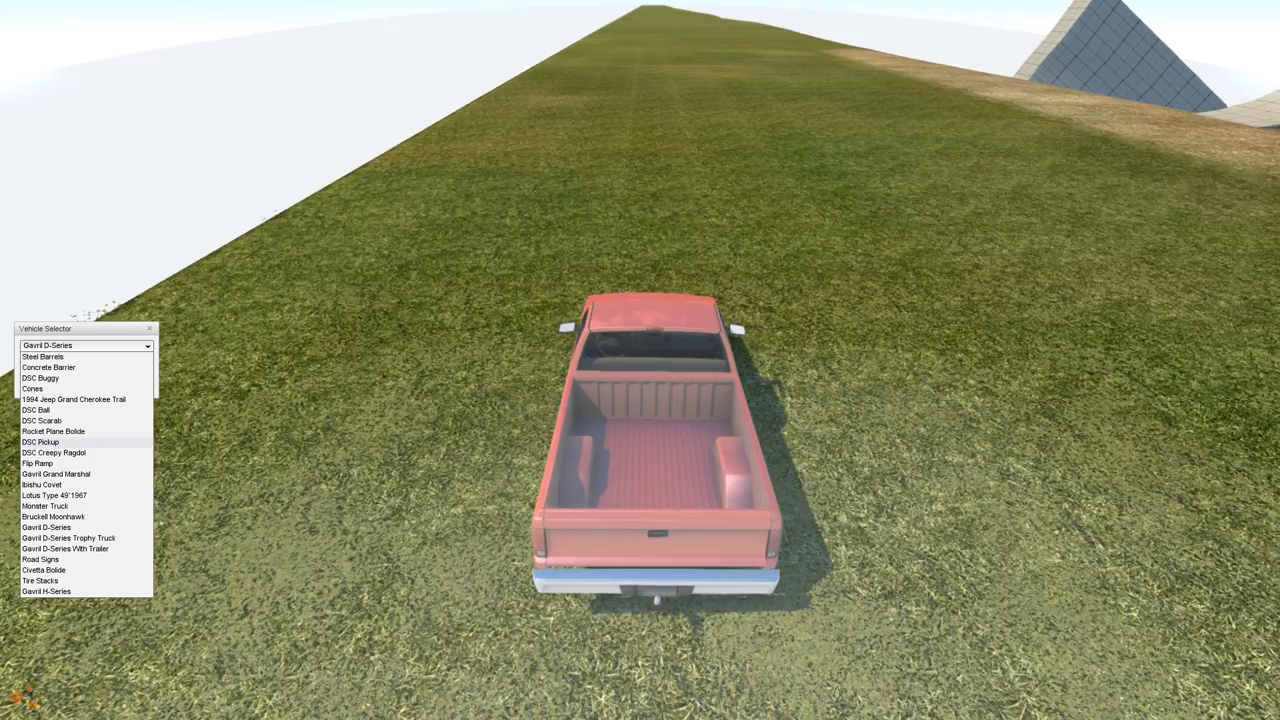 Vehicle Selector
Gavril D-Series
Steel Barrels
Concrete Barrier
DSC Buggy
Cones
1994 Jeep Grand Cherokee Trail
DSC Ball
DSC Scarab
Rocket Plane Bolide
DSC Pickup
DSC Creepy Ragdol
Flip Ramp
Gavril Grand Marshal
Ibishu Covet
Lotus Type 49'1967
Monster Truck
Bruckell Moonhawk
Gavril D-Series
Gavril D-Series Trophy Truck
Gavril D-Series With Trailer
Road Signs
Civetta Bolide
Tire Stacks
Gavril H-Series